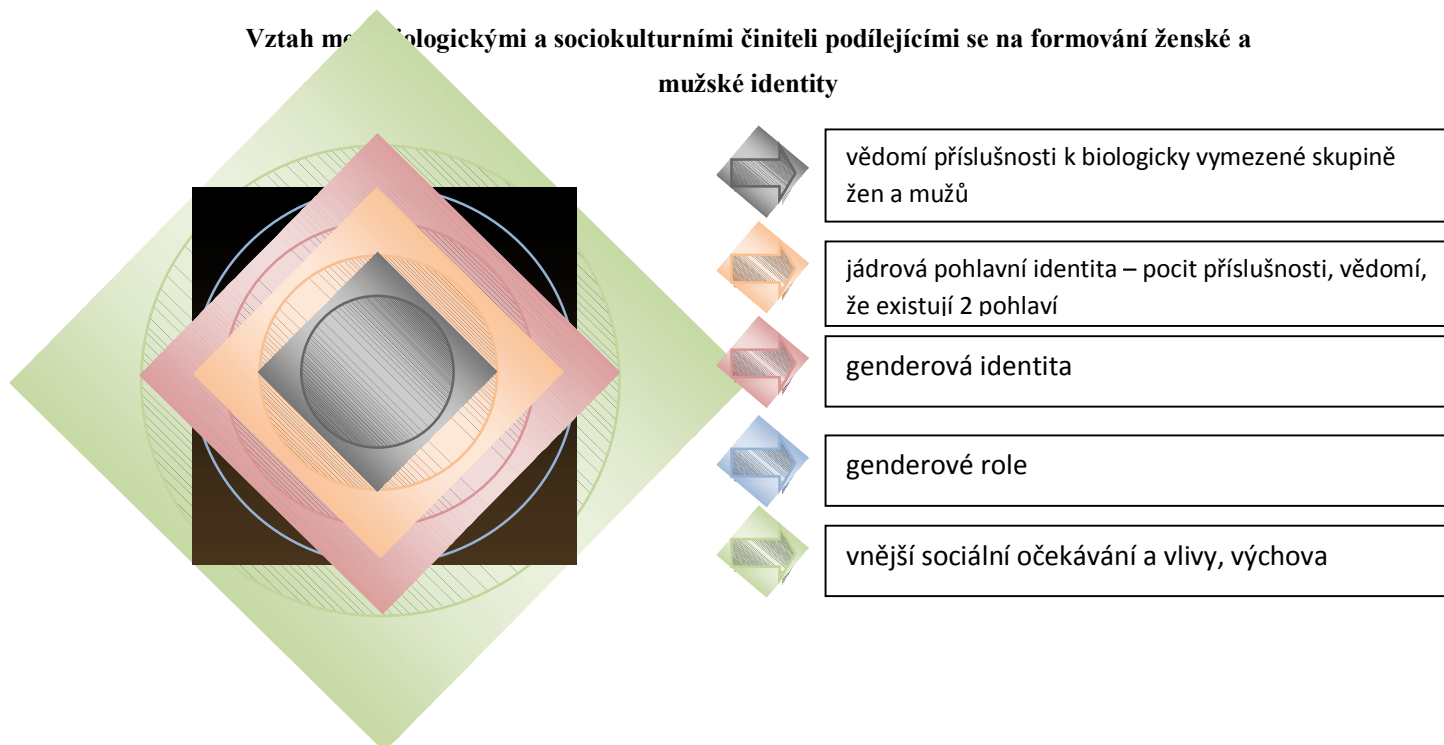 Vztah me iologickými a sociokulturními činiteli podílejícími se na formování ženské a
mužské identity
vědomí příslušnosti k biologicky vymezené skupině
žen a mužů
jádrová pohlavní identita – pocit příslušnosti, vědomí,
že existují 2 pohlaví
genderová identita
genderové role
vnější sociální očekávání a vlivy, výchova